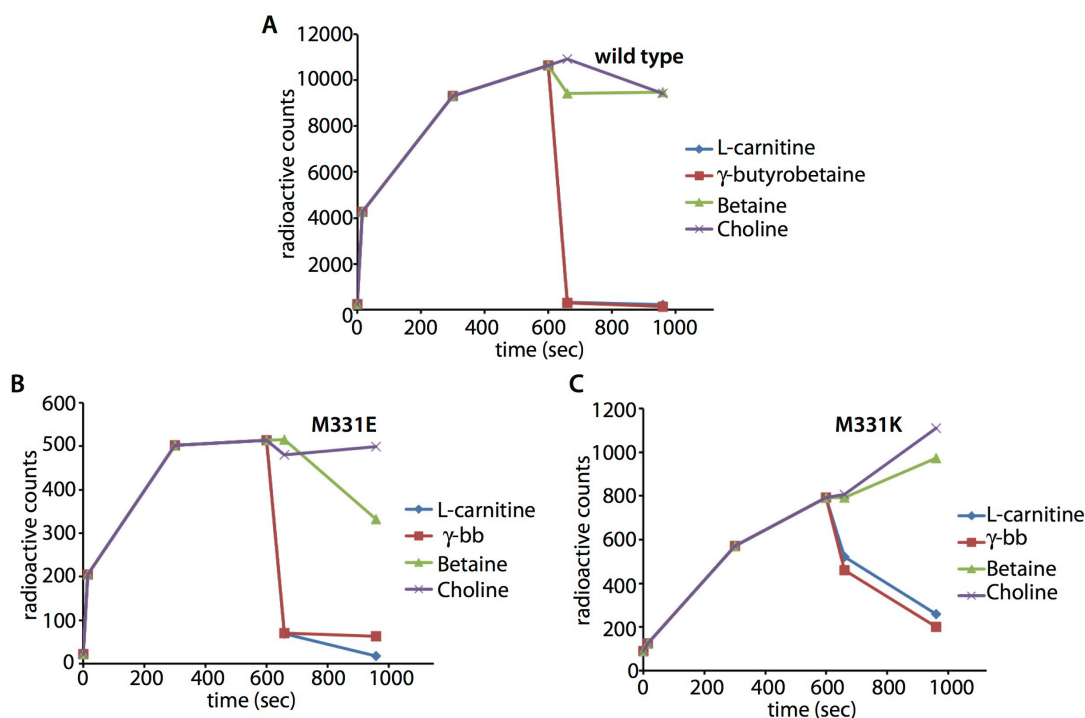 A
wild type
radioactive counts
12000
10000
8000
6000
4000
2000
0
0 200 400 600 800 1000
time (sec)
L-carnitine
γ-butyrobetaine
Betaine
Choline
B
M331E
radioactive counts
600
500
400
300
200
100
0
0 200 400 600 800 1000
time (sec)
L-carnitine
γ-bb
Betaine
Choline
C
M331K
radioactive counts
1200
1000
800
600
400
200
0
0 200 400 600 800 1000
time (sec)
L-carnitine
γ-bb
Betaine
Choline